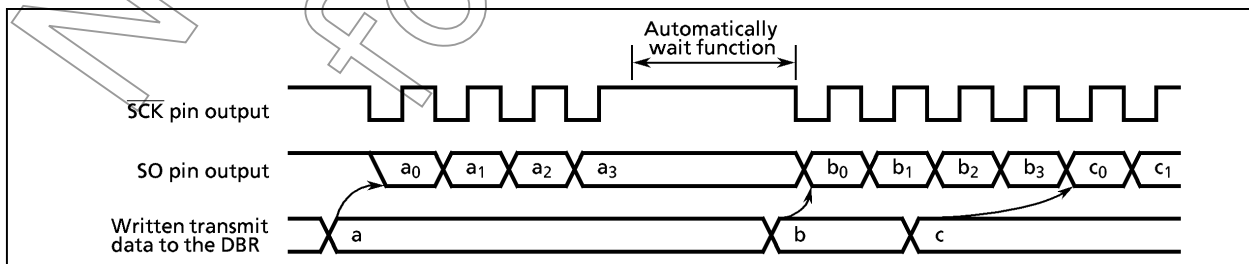 Automatically
wait function
SCK pin output
SO pin output
a0 a1 a2 a3 b0 b1 b2 b3 c0 c1
Written transmit
data to the DBR
a b c